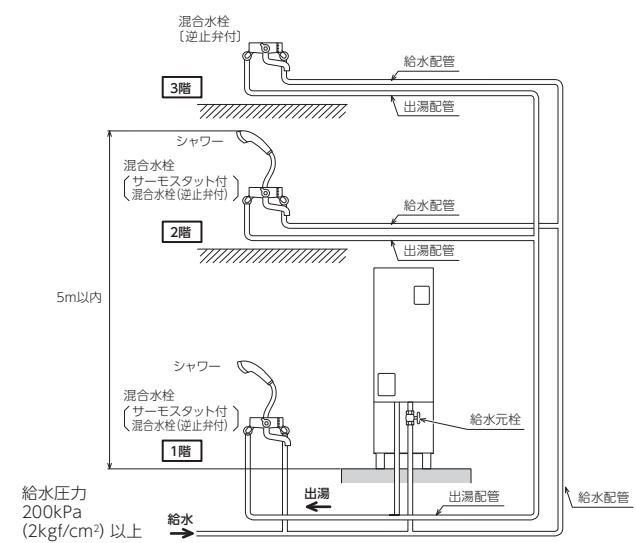 混合水栓
〔逆止弁付〕
給水配管
3階
出湯配管
シャワー
混合水栓
〔サーモスタット付
混合水栓(逆止弁付)〕
給水配管
2階
出湯配管
5m以内
シャワー
混合水栓
〔サーモスタット付
混合水栓(逆止弁付)〕
給水元栓
1階
給水圧力
200kPa
(2kgf/cm²) 以上
給水
出湯
出湯配管
給水配管